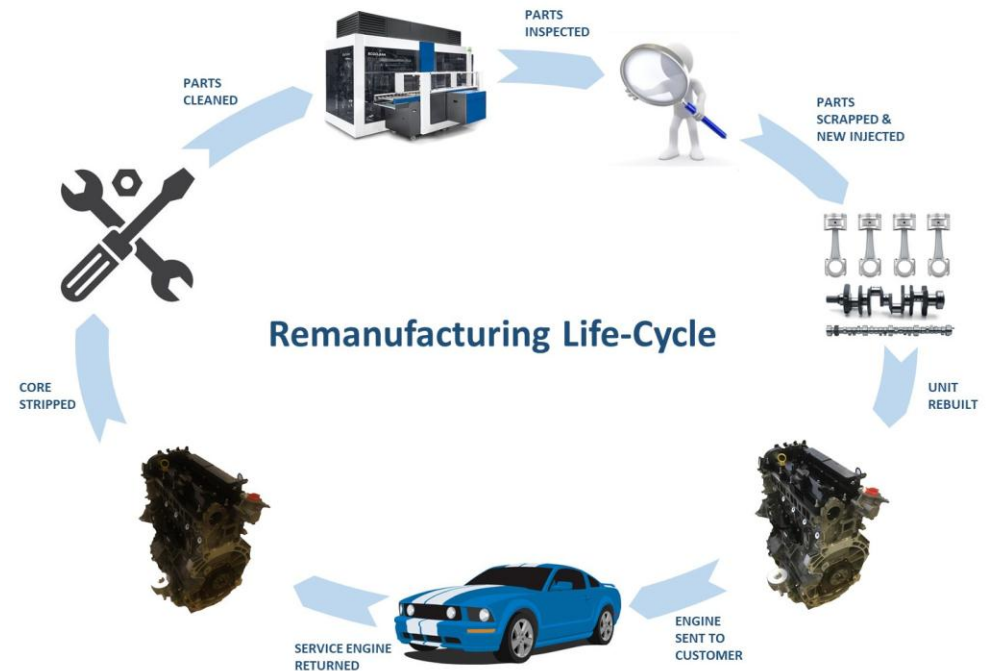 PARTS
INSPECTED
PARTS
CLEANED
PARTS
SCRAPPED &
NEW INJECTED
Remanufacturing Life-Cycle
CORE
STRIPPED
UNIT
REBUILT
ENGINE
SENT TO
CUSTOMER
SERVICE ENGINE
RETURNED